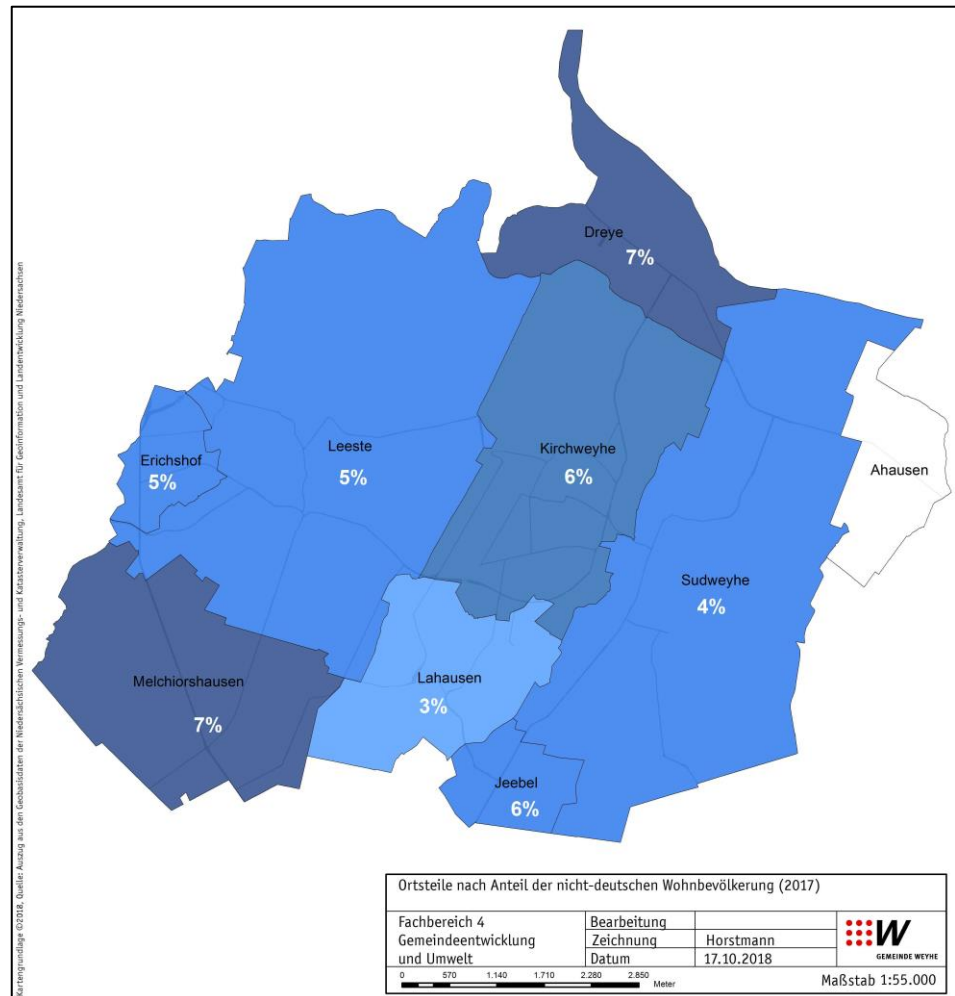 Dreye
7%
Kirchweyhe
6%
Leeste
5%
Erichshof
5%
Ahausen
Sudweyhe
4%
Lahausen
3%
Melchiorshausen
7%
Jeebel
6%
Kartengrundlage ©2018, Quelle: Auszug aus den Geobasisdaten der Niedersächsischen Vermessungs- und Katasterverwaltung, Landesamt für Geoinformation und Landentwicklung Niedersachsen
Ortsteile nach Anteil der nicht-deutschen Wohnbevölkerung (2017)
Fachbereich 4
Gemeindeentwicklung
und Umwelt
Bearbeitung
Zeichnung Horstmann
Datum 17.10.2018
W
GEMEINDE WEYHE
0 570 1.140 1.710 2.280 2.850
Meter
Maßstab 1:55.000